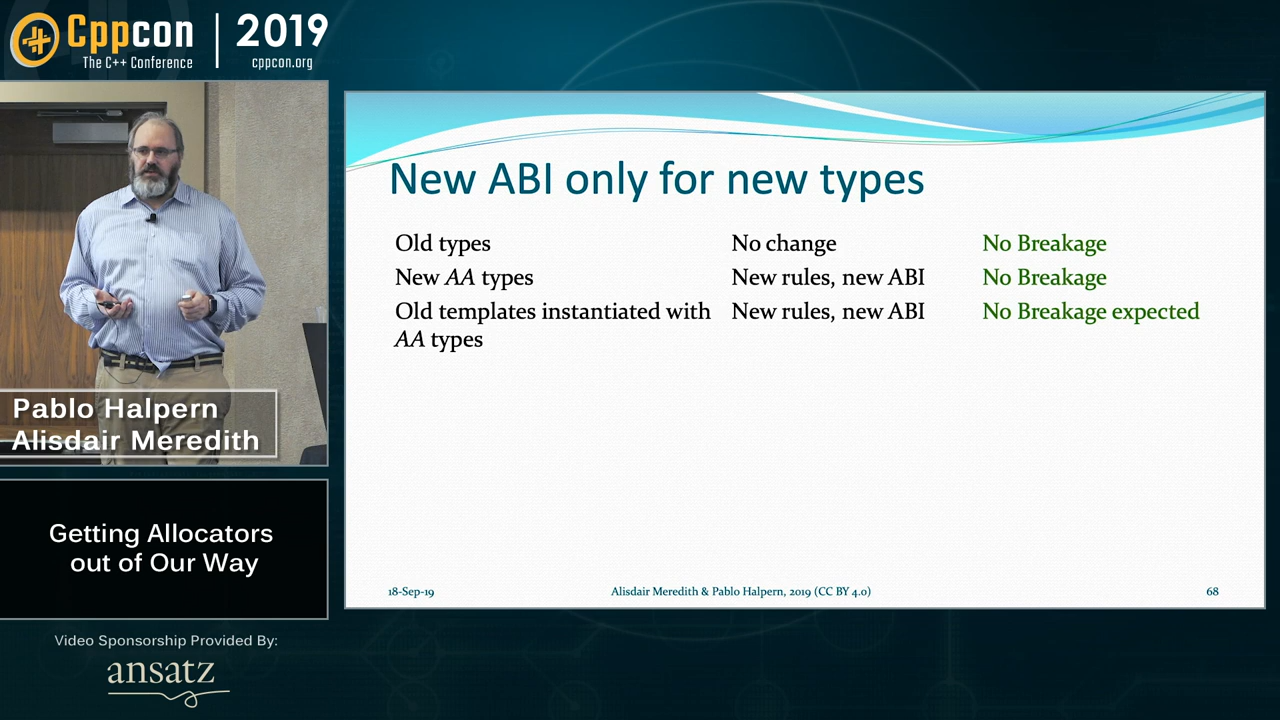 Cppcon | 2019
The C++ Conference cppcon.org
Pablo Halpern
Alisdair Meredith
Getting Allocators
out of Our Way
Video Sponsorship Provided By:
ansatz
New ABI only for new types
Old types No change No Breakage
New AA types New rules, new ABI No Breakage
Old templates instantiated with New rules, new ABI No Breakage expected
AA types
18-Sep-19 Alisdair Meredith & Pablo Halpern, 2019 (CC BY 4.0) 68